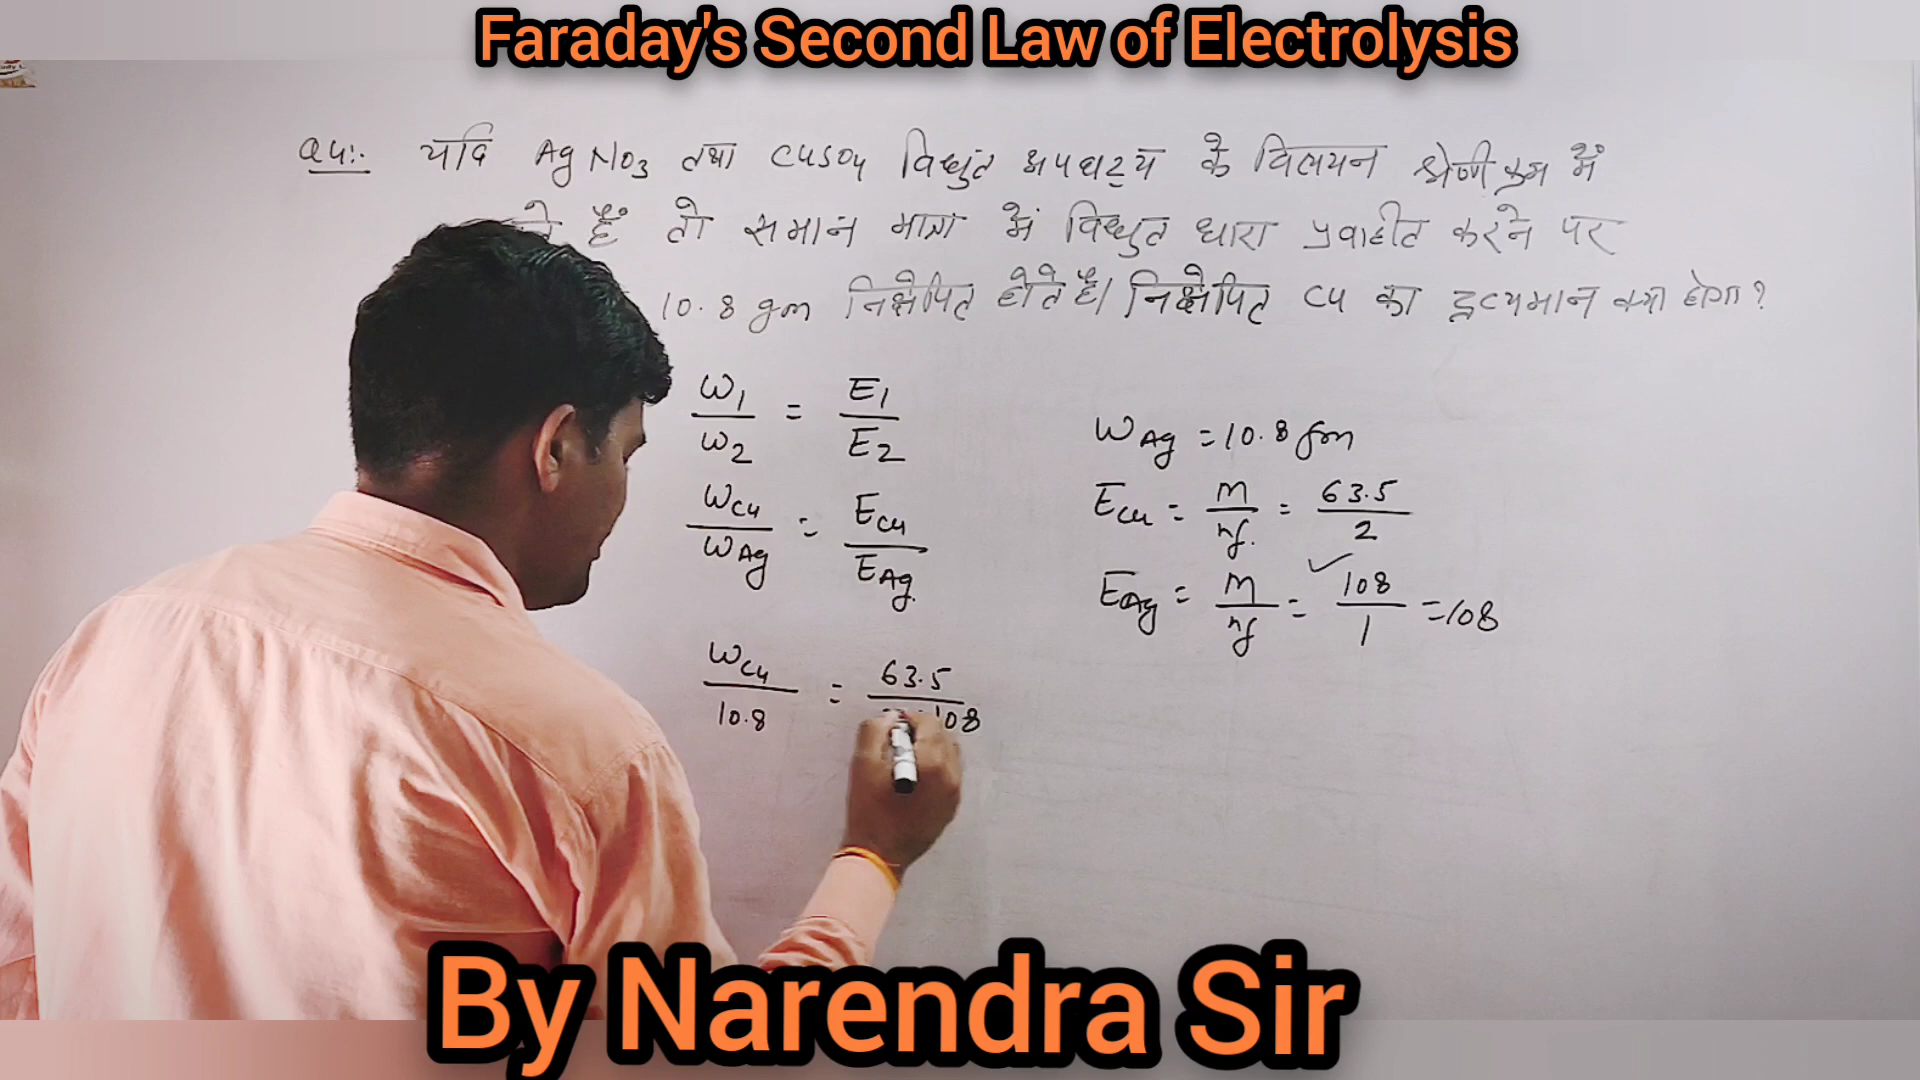 Faraday's Second Law of Electrolysis
Q4:. यदि AgNO3 तथा CuSO4 विधुत अपघट्य के विलयन श्रेणीक्रम में
हैं तो समान मात्रा में विधुत धारा प्रवाहीत करने पर
10.8 gm निक्षेपित होते है। निक्षेपित Cu का द्रव्यमान क्या होगा?
W1/W2 = E1/E2
WAg = 10.8 gm
WCu/WAg = ECu/EAg.
ECu = M/nf. = 63.5/2
EAg = M/nf = 108/1 = 108
WCu/10.8 = 63.5/108
By Narendra Sir